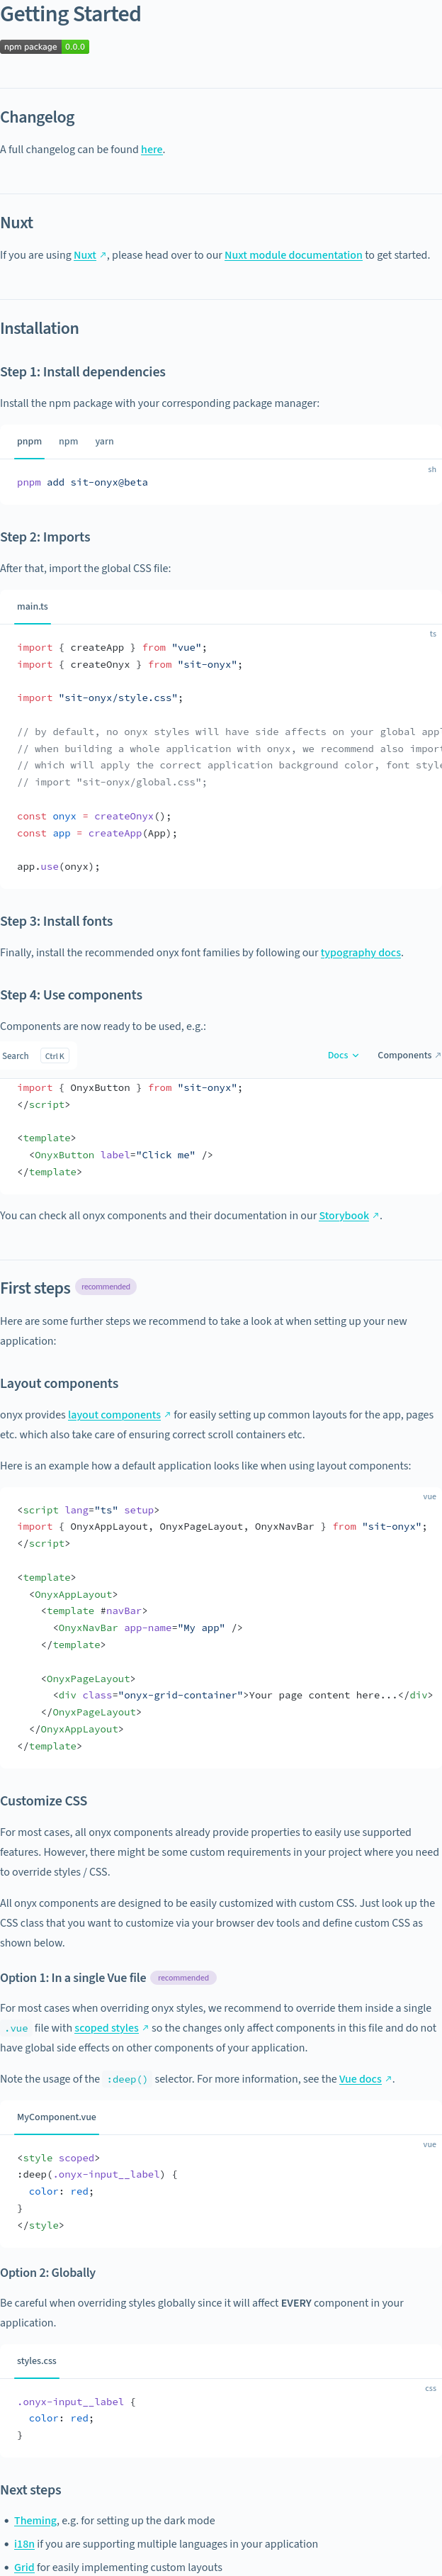 Getting Started
npm package 0.0.0
Changelog
A full changelog can be found here.
Nuxt
If you are using Nuxt ↗, please head over to our Nuxt module documentation to get started.
Installation
Step 1: Install dependencies
Install the npm package with your corresponding package manager:
pnpm npm yarn
sh
pnpm add sit-onyx@beta
Step 2: Imports
After that, import the global CSS file:
main.ts
ts
import { createApp } from "vue";
import { createOnyx } from "sit-onyx";
import "sit-onyx/style.css";
// by default, no onyx styles will have side affects on your global
// when building a whole application with onyx, we recommend also
// which will apply the correct application background color, font
// import "sit-onyx/global.css";
const onyx = createOnyx();
const app = createApp(App);
app.use(onyx);
Step 3: Install fonts
Finally, install the recommended onyx font families by following our typography docs.
Step 4: Use components
Components are now ready to be used, e.g.:
Search Ctrl K Docs Components ↗
import { OnyxButton } from "sit-onyx";
</script>
<template>
  <OnyxButton label="Click me" />
</template>
You can check all onyx components and their documentation in our Storybook ↗.
First steps recommended
Here are some further steps we recommend to take a look at when setting up your new
application:
Layout components
onyx provides layout components ↗ for easily setting up common layouts for the app, pages
etc. which also take care of ensuring correct scroll containers etc.
Here is an example how a default application looks like when using layout components:
vue
<script lang="ts" setup>
import { OnyxAppLayout, OnyxPageLayout, OnyxNavBar } from "sit-onyx";
</script>
<template>
  <OnyxAppLayout>
    <template #navBar>
      <OnyxNavBar app-name="My app" />
    </template>
    <OnyxPageLayout>
      <div class="onyx-grid-container">Your page content here...</div>
    </OnyxPageLayout>
  </OnyxAppLayout>
</template>
Customize CSS
For most cases, all onyx components already provide properties to easily use supported
features. However, there might be some custom requirements in your project where you need
to override styles / CSS.
All onyx components are designed to be easily customized with custom CSS. Just look up the
CSS class that you want to customize via your browser dev tools and define custom CSS as
shown below.
Option 1: In a single Vue file recommended
For most cases when overriding onyx styles, we recommend to override them inside a single
.vue file with scoped styles ↗ so the changes only affect components in this file and do not
have global side effects on other components of your application.
Note the usage of the :deep() selector. For more information, see the Vue docs ↗.
MyComponent.vue
vue
<style scoped>
:deep(.onyx-input__label) {
  color: red;
}
</style>
Option 2: Globally
Be careful when overriding styles globally since it will affect EVERY component in your
application.
styles.css
css
.onyx-input__label {
  color: red;
}
Next steps
• Theming, e.g. for setting up the dark mode
• i18n if you are supporting multiple languages in your application
• Grid for easily implementing custom layouts